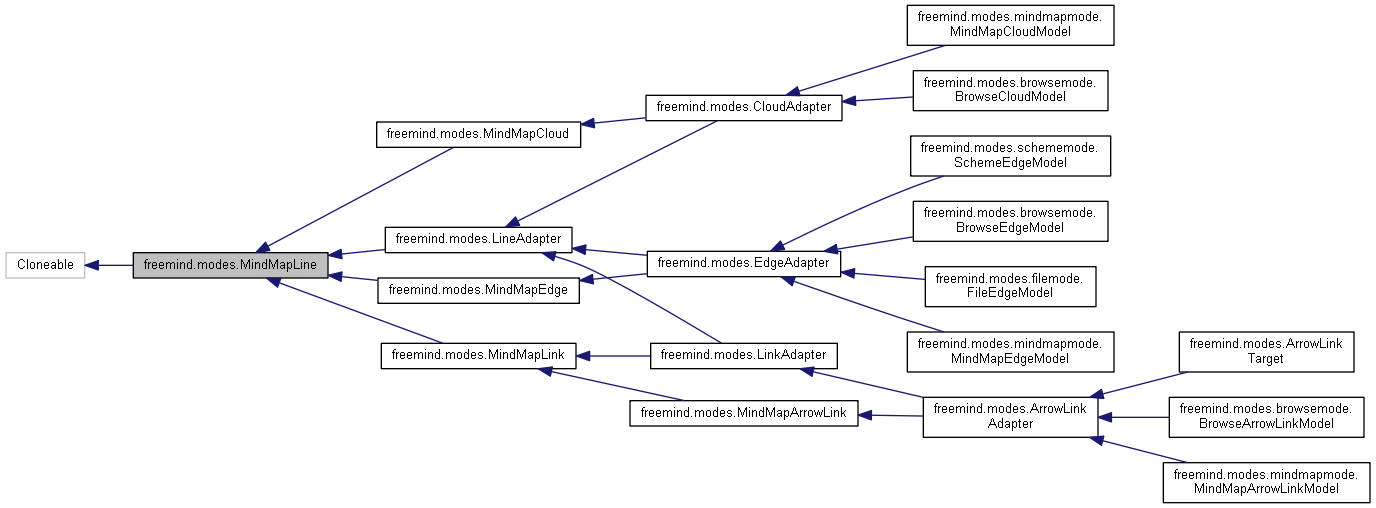 freemind.modes.mindmapmode.
MindMapCloudModel
freemind.modes.browsemode.
BrowseCloudModel
freemind.modes.CloudAdapter
freemind.modes.MindMapCloud
freemind.modes.schememode.
SchemeEdgeModel
freemind.modes.browsemode.
BrowseEdgeModel
freemind.modes.LineAdapter
Cloneable
freemind.modes.MindMapLine
freemind.modes.EdgeAdapter
freemind.modes.MindMapEdge
freemind.modes.filemode.
FileEdgeModel
freemind.modes.mindmapmode.
MindMapEdgeModel
freemind.modes.MindMapLink
freemind.modes.LinkAdapter
freemind.modes.ArrowLink
Target
freemind.modes.MindMapArrowLink
freemind.modes.ArrowLink
Adapter
freemind.modes.browsemode.
BrowseArrowLinkModel
freemind.modes.mindmapmode.
MindMapArrowLinkModel